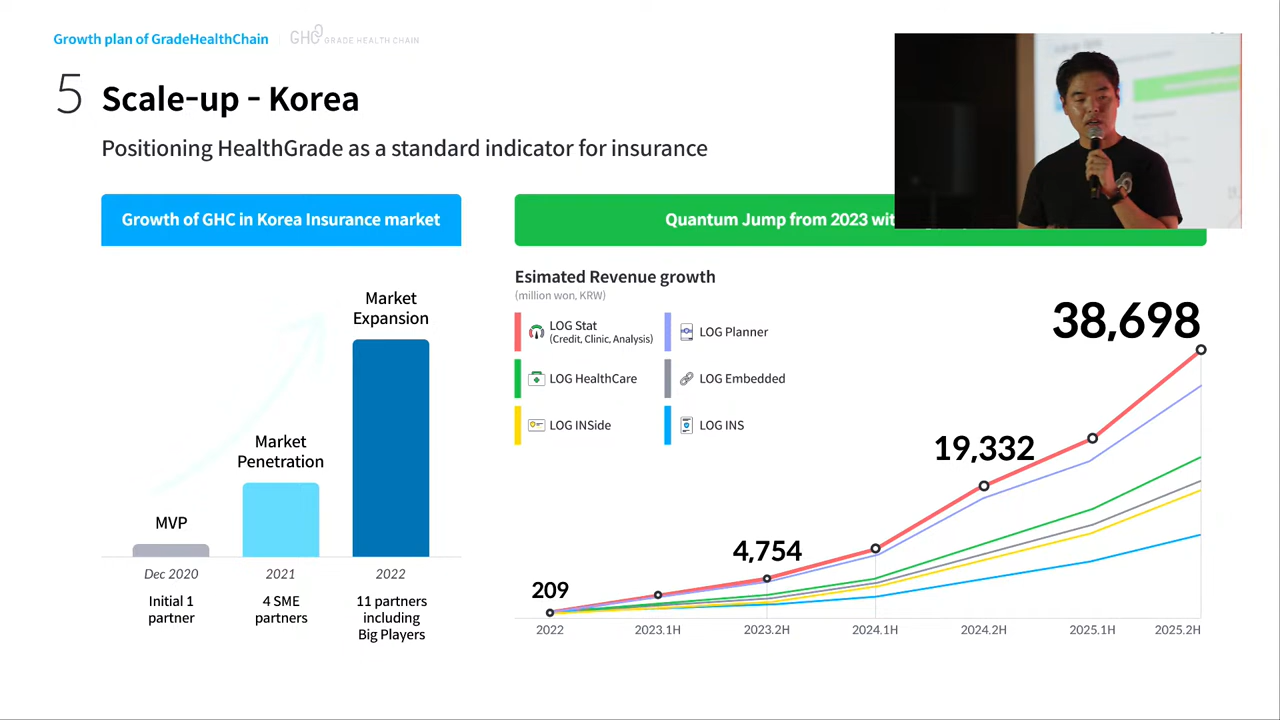 Growth plan of GradeHealthChain
GHC GRADE HEALTH CHAIN
5 Scale-up - Korea
Positioning HealthGrade as a standard indicator for insurance
Growth of GHC in Korea Insurance market
Market
Expansion
Market
Penetration
MVP
Dec 2020
2021
2022
Initial 1
partner
4 SME
partners
11 partners
including
Big Players
Quantum Jump from 2023
Esimated Revenue growth
(million won, KRW)
LOG Stat
(Credit, Clinic, Analysis)
LOG Planner
LOG HealthCare
LOG Embedded
LOG INSide
LOG INS
38,698
19,332
4,754
209
2022
2023.1H
2023.2H
2024.1H
2024.2H
2025.1H
2025.2H